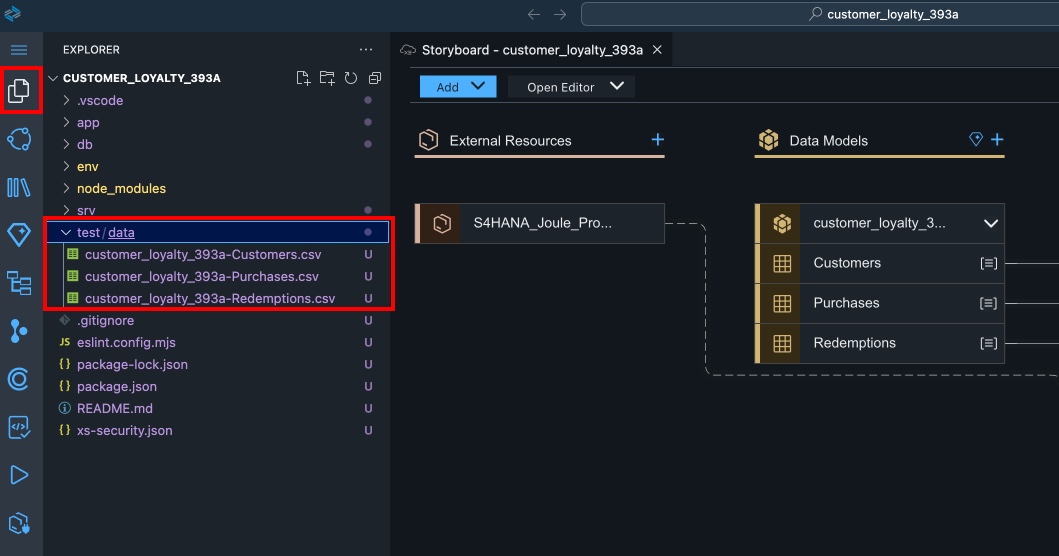 customer_loyalty_393a
EXPLORER
Storyboard - customer_loyalty_393a
CUSTOMER_LOYALTY_393A
.vscode
app
db
env
node_modules
srv
test/data
customer_loyalty_393a-Customers.csv U
customer_loyalty_393a-Purchases.csv U
customer_loyalty_393a-Redemptions.csv U
.gitignore U
JS eslint.config.mjs U
{} package-lock.json U
{} package.json U
README.md U
{} xs-security.json U
Add
Open Editor
External Resources
Data Models
S4HANA_Joule_Pro...
customer_loyalty_3...
Customers
Purchases
Redemptions